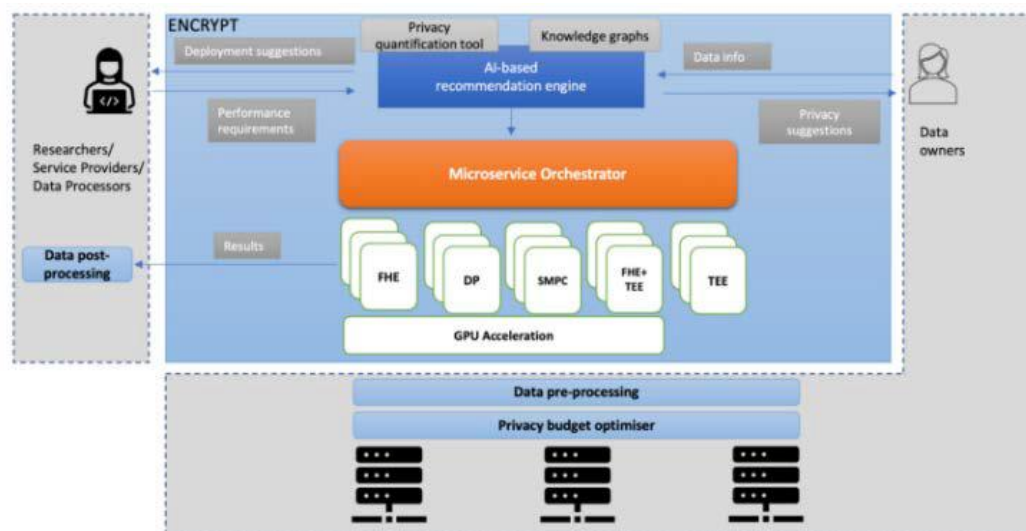 ENCRYPT
Privacy
quantification tool
Knowledge graphs
Deployment suggestions
AI-based
recommendation engine
Data info
Performance
requirements
Privacy
suggestions
Researchers/
Service Providers/
Data Processors
Data
owners
Microservice Orchestrator
Results
Data post-
processing
FHE
DP
SMPC
FHE+
TEE
TEE
GPU Acceleration
Data pre-processing
Privacy budget optimiser